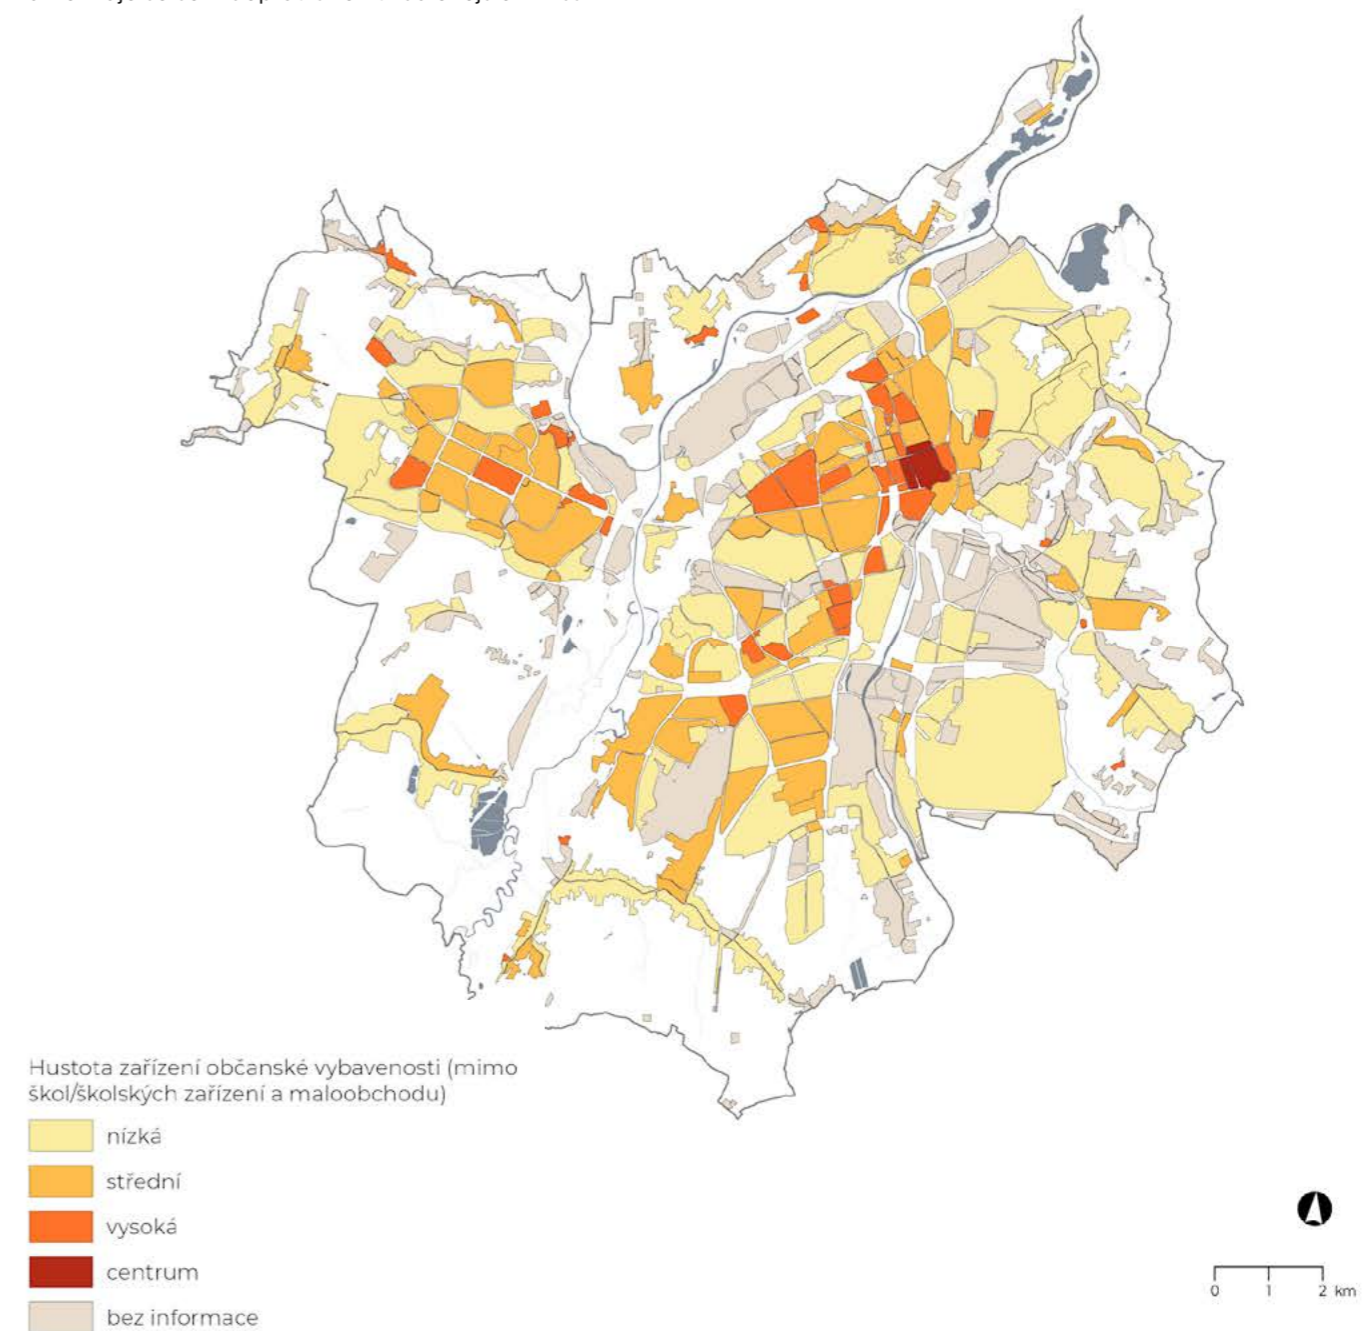 Hustota zařízení občanské vybavenosti (mimo
škol/školských zařízení a maloobchodu)
nízká
střední
vysoká
centrum
bez informace
0 1 2 km